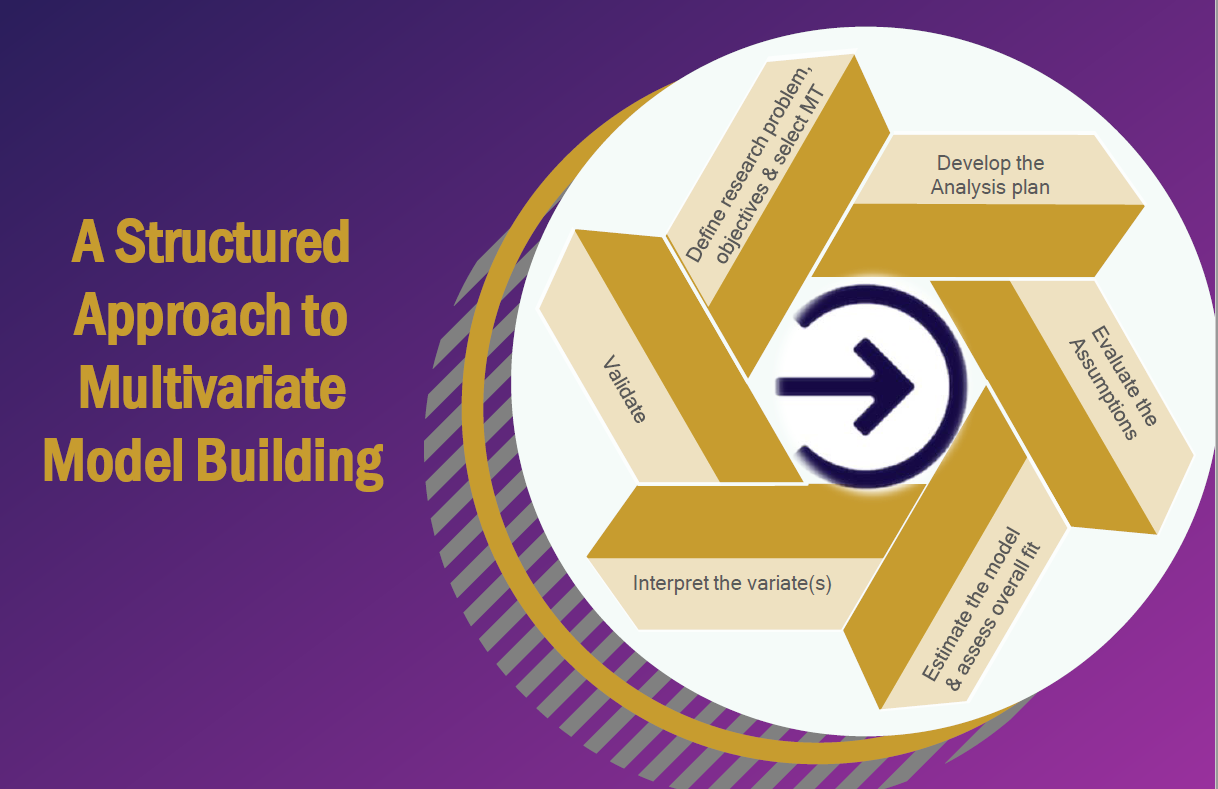 A Structured
Approach to
Multivariate
Model Building
Define research problem,
objectives & select MT
Develop the
Analysis plan
Evaluate the
Assumptions
Estimate the model
& assess overall fit
Interpret the variate(s)
Validate